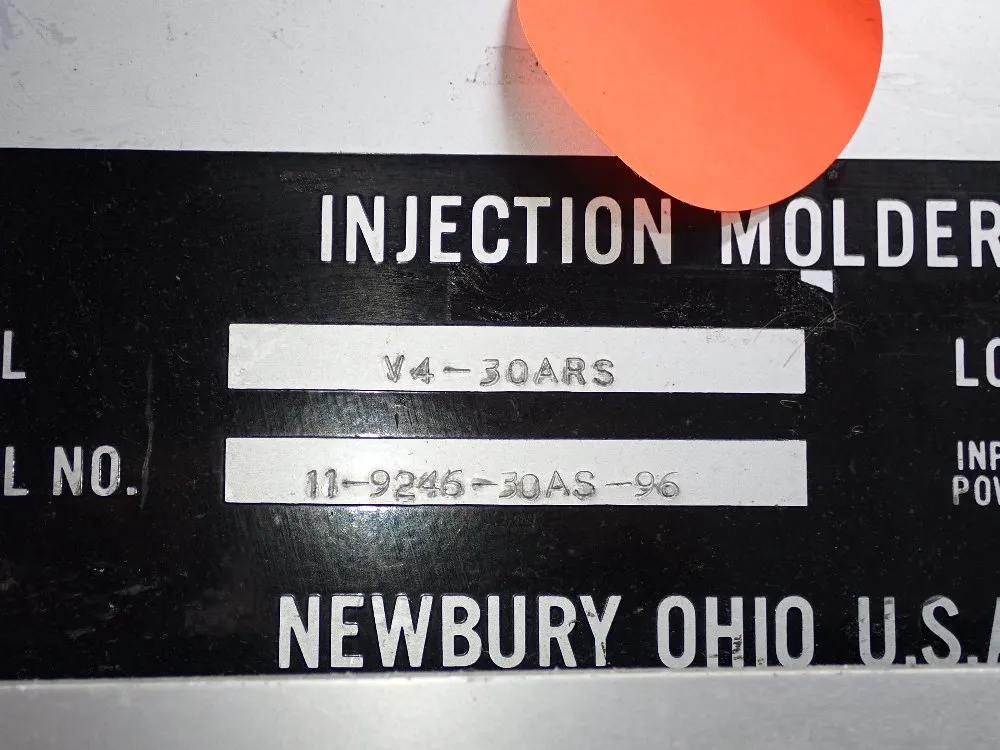 INJECTION MOLDER
L V4-30ARS LO
L NO. 11-9246-30AS-96 INP
POW
NEWBURY OHIO U.S.A